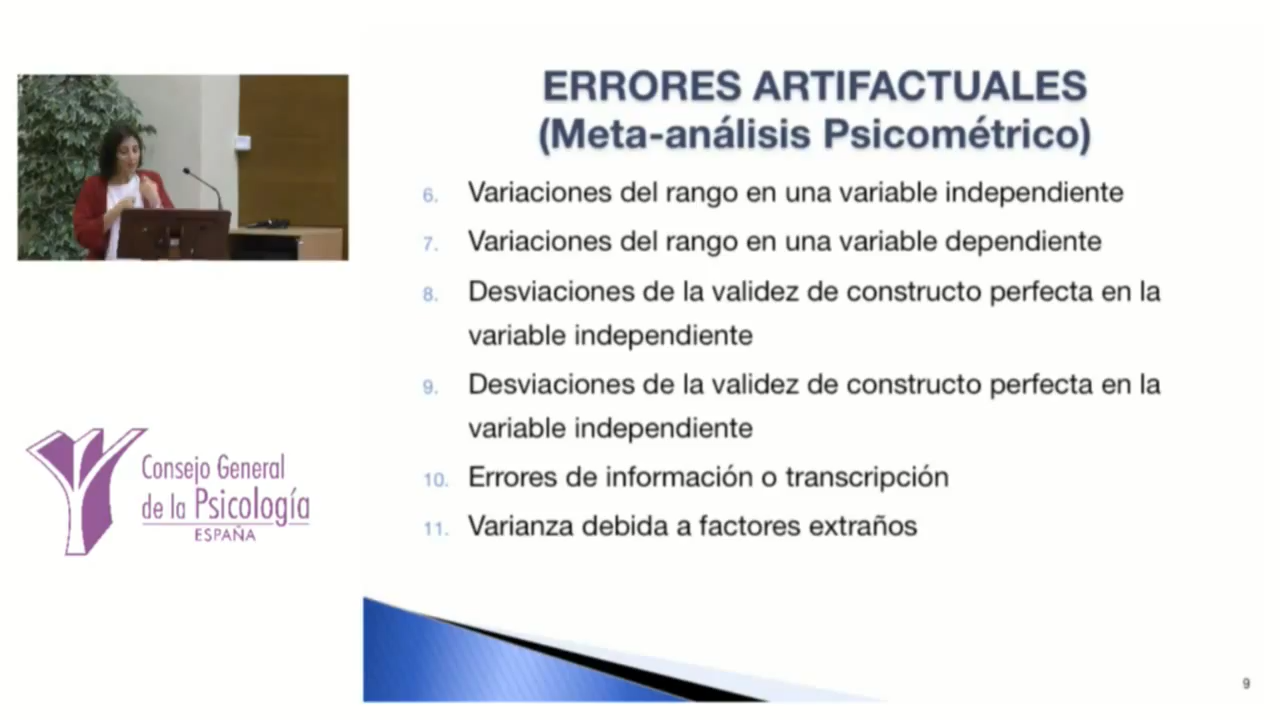 ERRORES ARTIFACTUALES
(Meta-análisis Psicométrico)
6. Variaciones del rango en una variable independiente
7. Variaciones del rango en una variable dependiente
8. Desviaciones de la validez de constructo perfecta en la
variable independiente
9. Desviaciones de la validez de constructo perfecta en la
variable independiente
10. Errores de información o transcripción
11. Varianza debida a factores extraños
Consejo General
de la Psicología
ESPAÑA
9